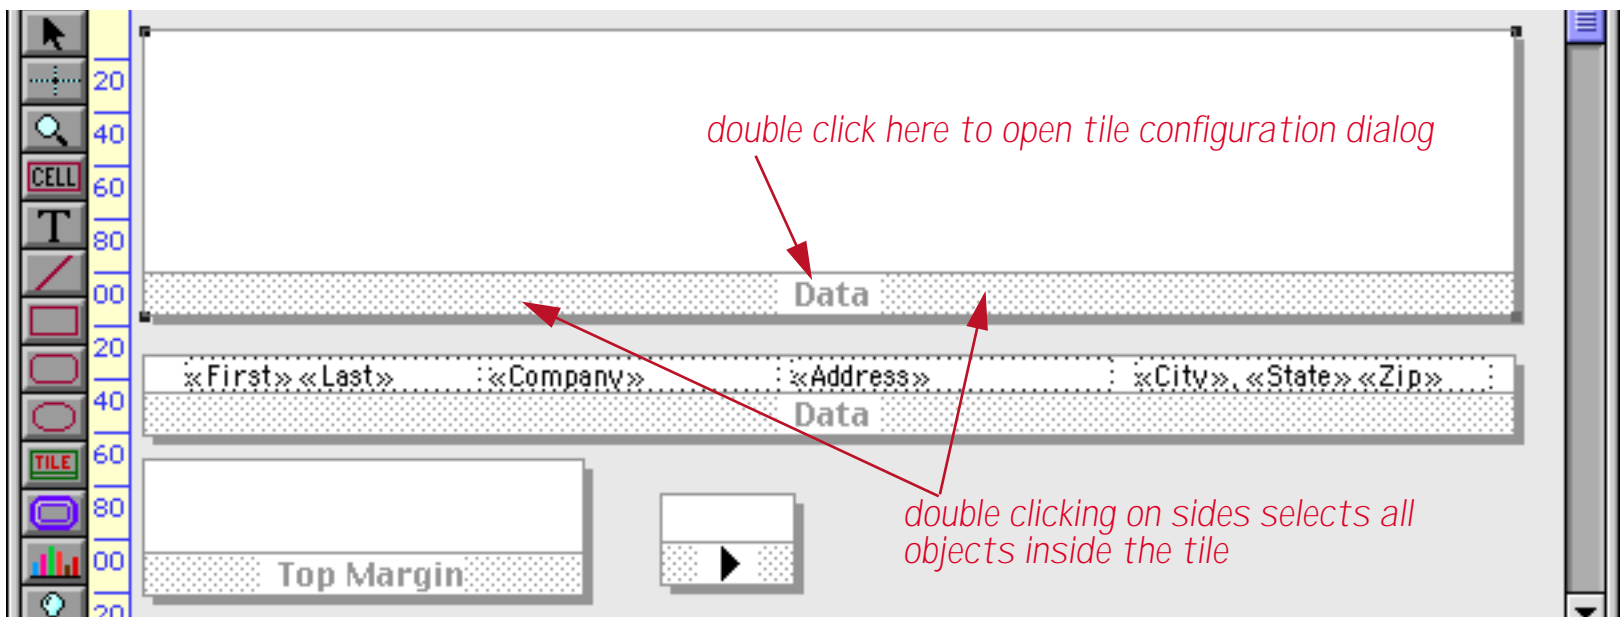 20
40
double click here to open tile configuration dialog
CELL
60
T
80
00
Data
20
«First» «Last» «Company» «Address» «City», «State» «Zip»
40
Data
TILE
60
80
double clicking on sides selects all
objects inside the tile
00
Top Margin
20